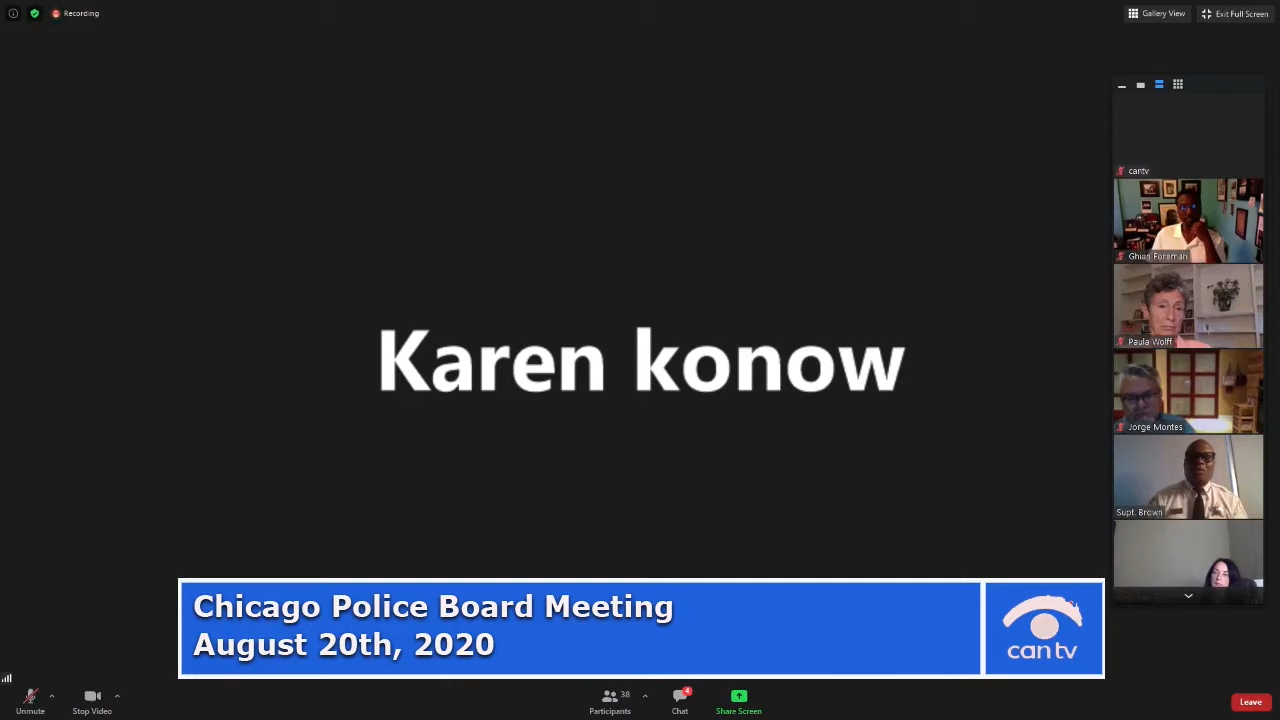 Recording
Gallery View
Exit Full Screen
cantv
Ghian Foreman
Paula Wolff
Jorge Montes
Supt. Brown
Karen konow
Chicago Police Board Meeting
August 20th, 2020
can tv
Unmute
Stop Video
38
Participants
4
Chat
Share Screen
Leave